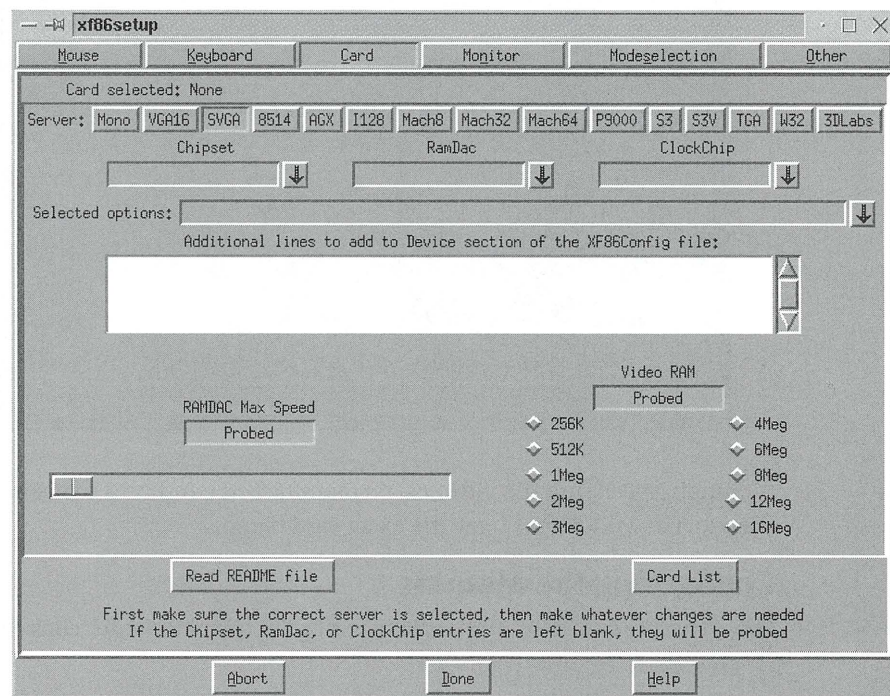 xf86setup
Mouse Keyboard Card Monitor Modeselection Other
Card selected: None
Server: Mono VGA16 SVGA 8514 AGX I128 Mach8 Mach32 Mach64 P9000 S3 S3V TGA W32 3DLabs
Chipset RamDac ClockChip
Selected options:
Additional lines to add to Device section of the XF86Config file:
Video RAM
Probed
RAMDAC Max Speed
Probed
256K 4Meg
512K 6Meg
1Meg 8Meg
2Meg 12Meg
3Meg 16Meg
Read README file Card List
First make sure the correct server is selected, then make whatever changes are needed
If the Chipset, RamDac, or ClockChip entries are left blank, they will be probed
Abort Done Help